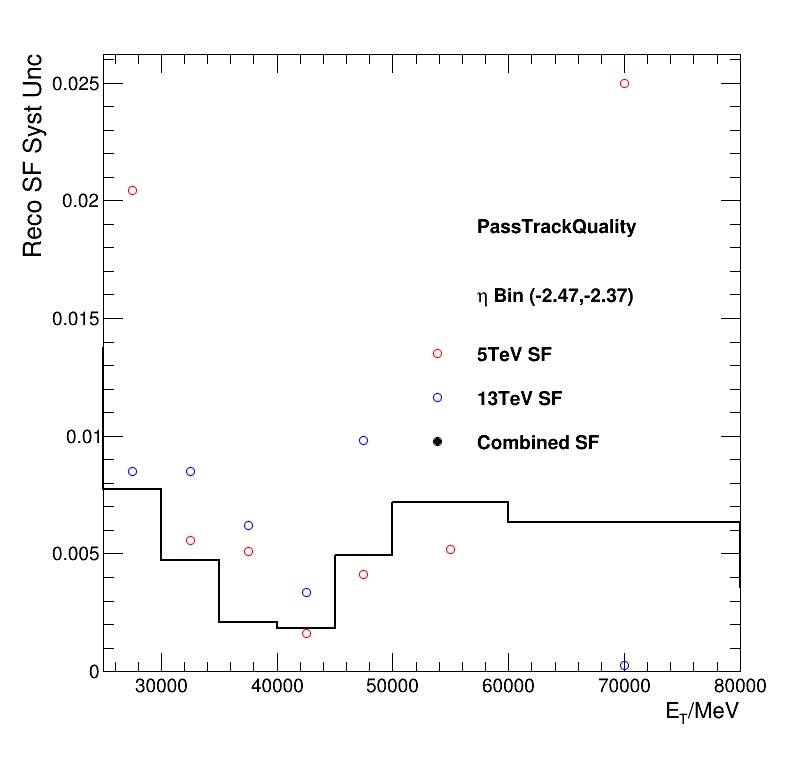 Reco SF Syst Unc
0.025
0.02
0.015
0.01
0.005
0
PassTrackQuality
η Bin (-2.47,-2.37)
5TeV SF
13TeV SF
Combined SF
30000 40000 50000 60000 70000 80000
E_T/MeV